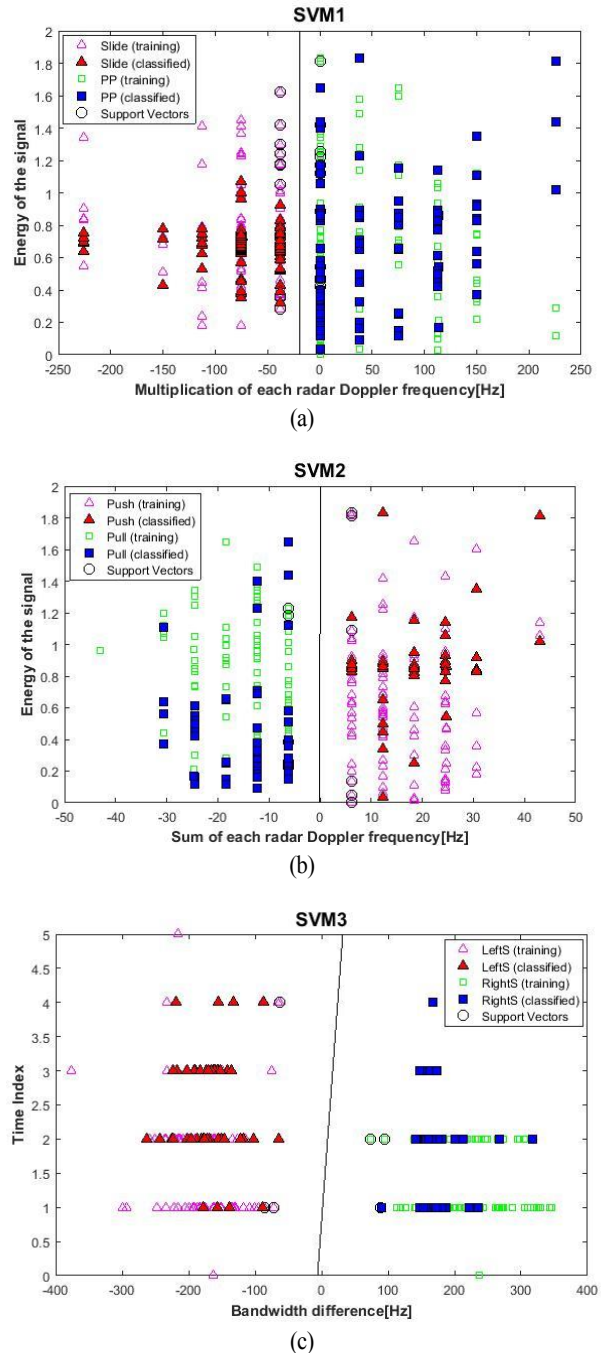 SVM1
Slide (training)
Slide (classified)
PP (training)
PP (classified)
Support Vectors
2
1.8
1.6
1.4
1.2
1
0.8
0.6
0.4
0.2
0
Energy of the signal
-250 -200 -150 -100 -50 0 50 100 150 200 250
Multiplication of each radar Doppler frequency[Hz]
(a)
SVM2
Push (training)
Push (classified)
Pull (training)
Pull (classified)
Support Vectors
2
1.8
1.6
1.4
1.2
1
0.8
0.6
0.4
0.2
0
Energy of the signal
-50 -40 -30 -20 -10 0 10 20 30 40 50
Sum of each radar Doppler frequency[Hz]
(b)
SVM3
LeftS (training)
LeftS (classified)
RightS (training)
RightS (classified)
Support Vectors
5
4.5
4
3.5
3
2.5
2
1.5
1
0.5
0
Time Index
-400 -300 -200 -100 0 100 200 300 400
Bandwidth difference[Hz]
(c)